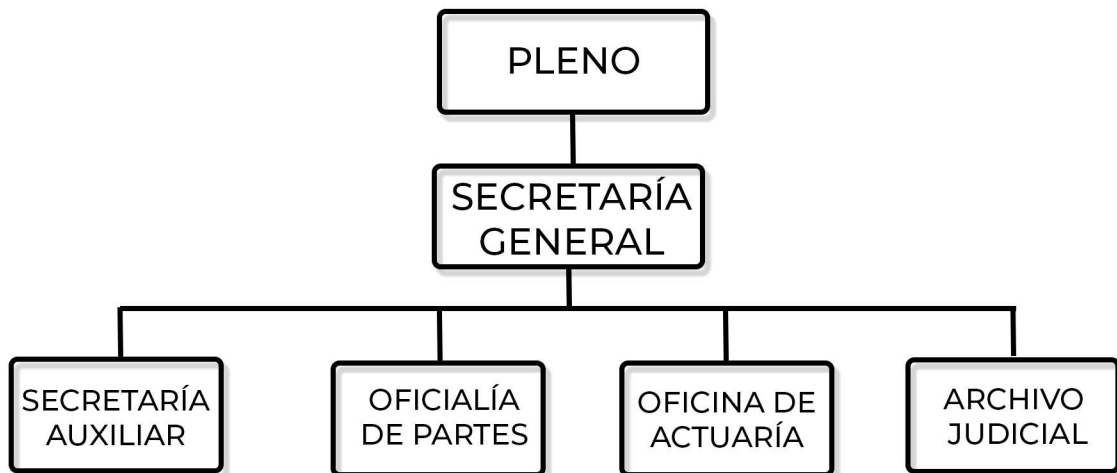 PLENO
SECRETARÍA
GENERAL
SECRETARÍA
AUXILIAR
OFICIALÍA
DE PARTES
OFICINA DE
ACTUARÍA
ARCHIVO
JUDICIAL